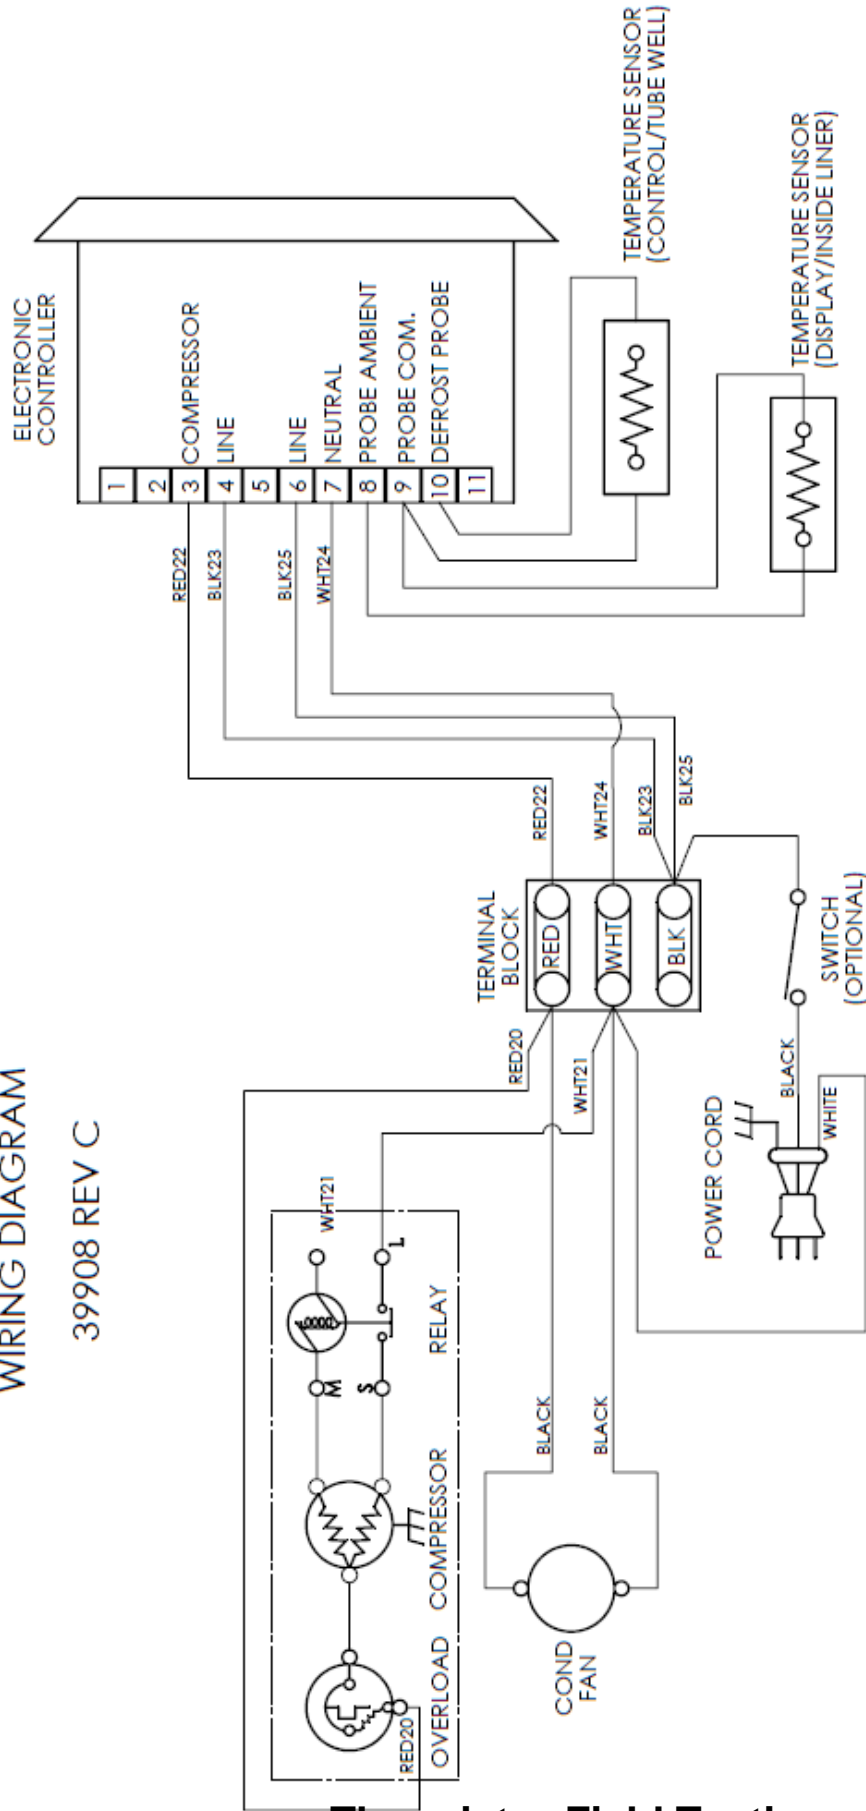 WIRING DIAGRAM
39908 REV C
ELECTRONIC
CONTROLLER
1
2
3 COMPRESSOR
4 LINE
5
6 LINE
7 NEUTRAL
8 PROBE AMBIENT
9 PROBE COM.
10 DEFROST PROBE
11
RED22
BLK23
BLK25
WHT24
TEMPERATURE SENSOR
(CONTROL/TUBE WELL)
TEMPERATURE SENSOR
(DISPLAY/INSIDE LINER)
RED22
WHT24
BLK23
BLK25
TERMINAL
BLOCK
RED
WHT
BLK
RED20
WHT21
SWITCH
(OPTIONAL)
BLACK
WHITE
POWER CORD
WHT21
L
M
S
RELAY
COMPRESSOR
OVERLOAD
RED20
BLACK
BLACK
COND
FAN